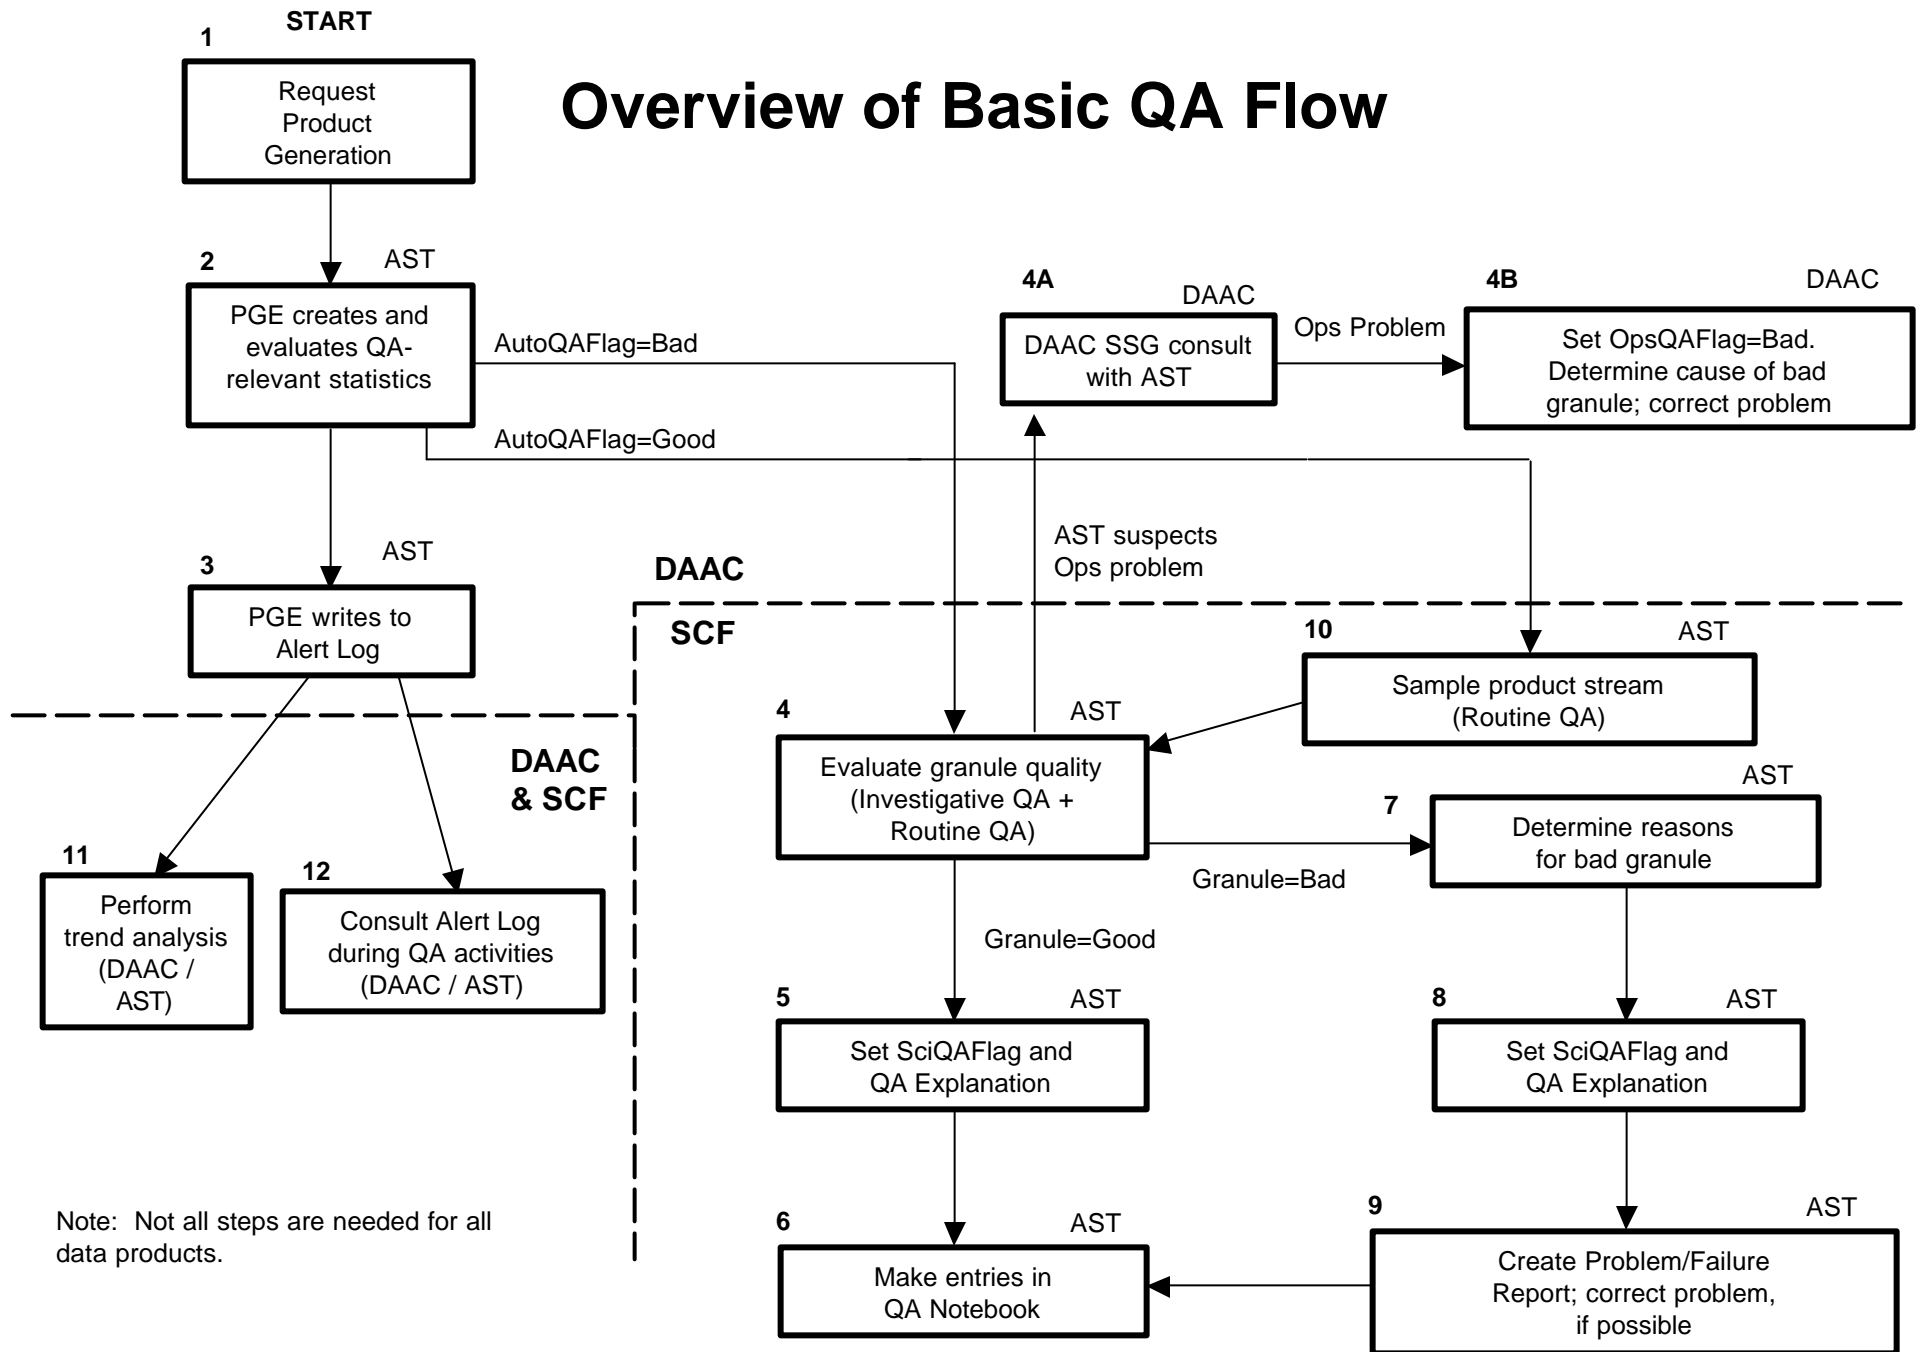 START
1
Request
Product
Generation
Overview of Basic QA Flow
2
AST
PGE creates and
evaluates QA-
relevant statistics
AutoQAFlag=Bad
AutoQAFlag=Good
4A
DAAC
DAAC SSG consult
with AST
Ops Problem
4B
DAAC
Set OpsQAFlag=Bad.
Determine cause of bad
granule; correct problem
AST suspects
Ops problem
3
AST
PGE writes to
Alert Log
DAAC
SCF
10
AST
Sample product stream
(Routine QA)
4
AST
Evaluate granule quality
(Investigative QA +
Routine QA)
DAAC
& SCF
7
AST
Determine reasons
for bad granule
Granule=Bad
Granule=Good
11
Perform
trend analysis
(DAAC /
AST)
12
Consult Alert Log
during QA activities
(DAAC / AST)
5
AST
Set SciQAFlag and
QA Explanation
8
AST
Set SciQAFlag and
QA Explanation
6
AST
Make entries in
QA Notebook
9
AST
Create Problem/Failure
Report; correct problem,
if possible
Note: Not all steps are needed for all
data products.